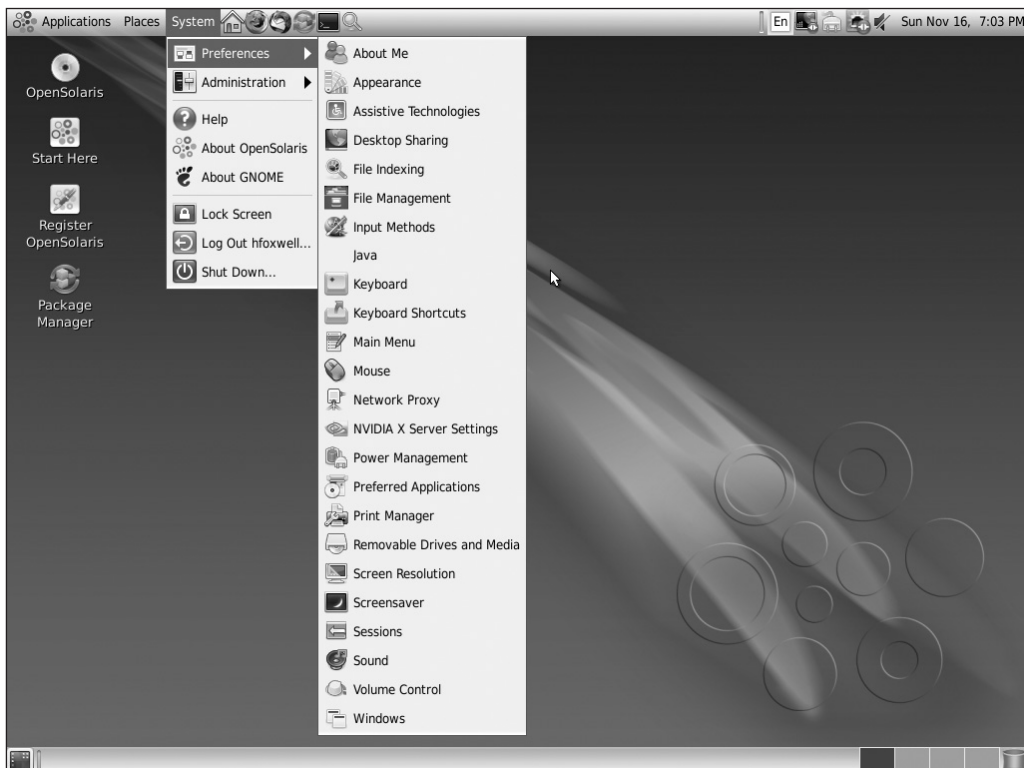 Applications Places System En Sun Nov 16, 7:03 PM
OpenSolaris
Start Here
Register
OpenSolaris
Package
Manager
Preferences
Administration
Help
About OpenSolaris
About GNOME
Lock Screen
Log Out hfoxwell...
Shut Down...
About Me
Appearance
Assistive Technologies
Desktop Sharing
File Indexing
File Management
Input Methods
Java
Keyboard
Keyboard Shortcuts
Main Menu
Mouse
Network Proxy
NVIDIA X Server Settings
Power Management
Preferred Applications
Print Manager
Removable Drives and Media
Screen Resolution
Screensaver
Sessions
Sound
Volume Control
Windows